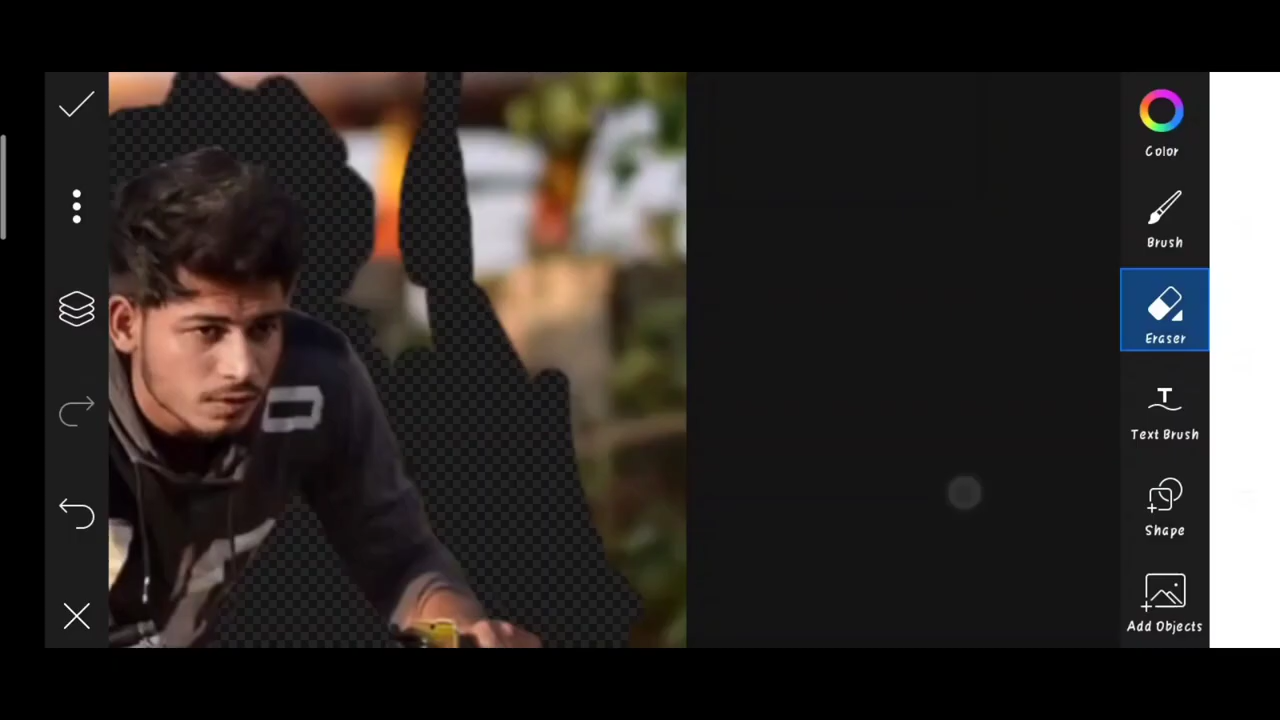 Color
Brush
Eraser
Text Brush
Shape
Add Objects